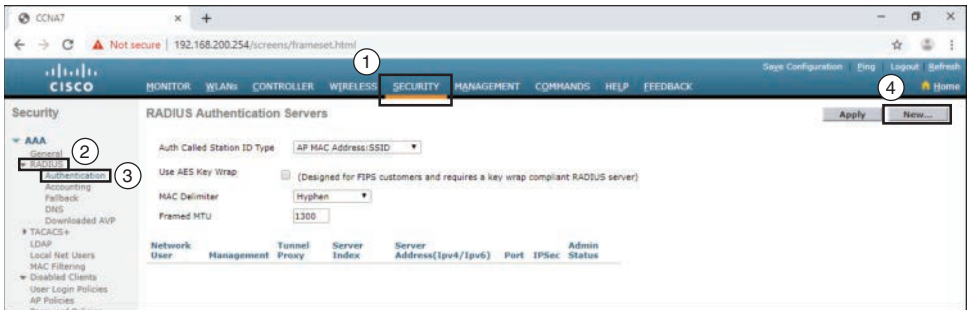 CCNA7
Not secure | 192.168.200.254/screens/frameset.html
1
Save Configuration Ping Logout Refresh
CISCO
MONITOR WLANs CONTROLLER WIRELESS SECURITY MANAGEMENT COMMANDS HELP FEEDBACK
4
Home
Security
RADIUS Authentication Servers
Apply
New...
AAA
General
2
RADIUS
Authentication
3
Accounting
Fallback
DNS
Downloaded AVP
TACACS+
LDAP
Local Net Users
MAC Filtering
Disabled Clients
User Login Policies
AP Policies
Auth Called Station ID Type AP MAC Address:SSID
Use AES Key Wrap (Designed for FIPS customers and requires a key wrap compliant RADIUS server)
MAC Delimiter Hyphen
Framed MTU 1300
Network User Management Tunnel Proxy Server Index Server Address(Ipv4/Ipv6) Port IPSec Admin Status